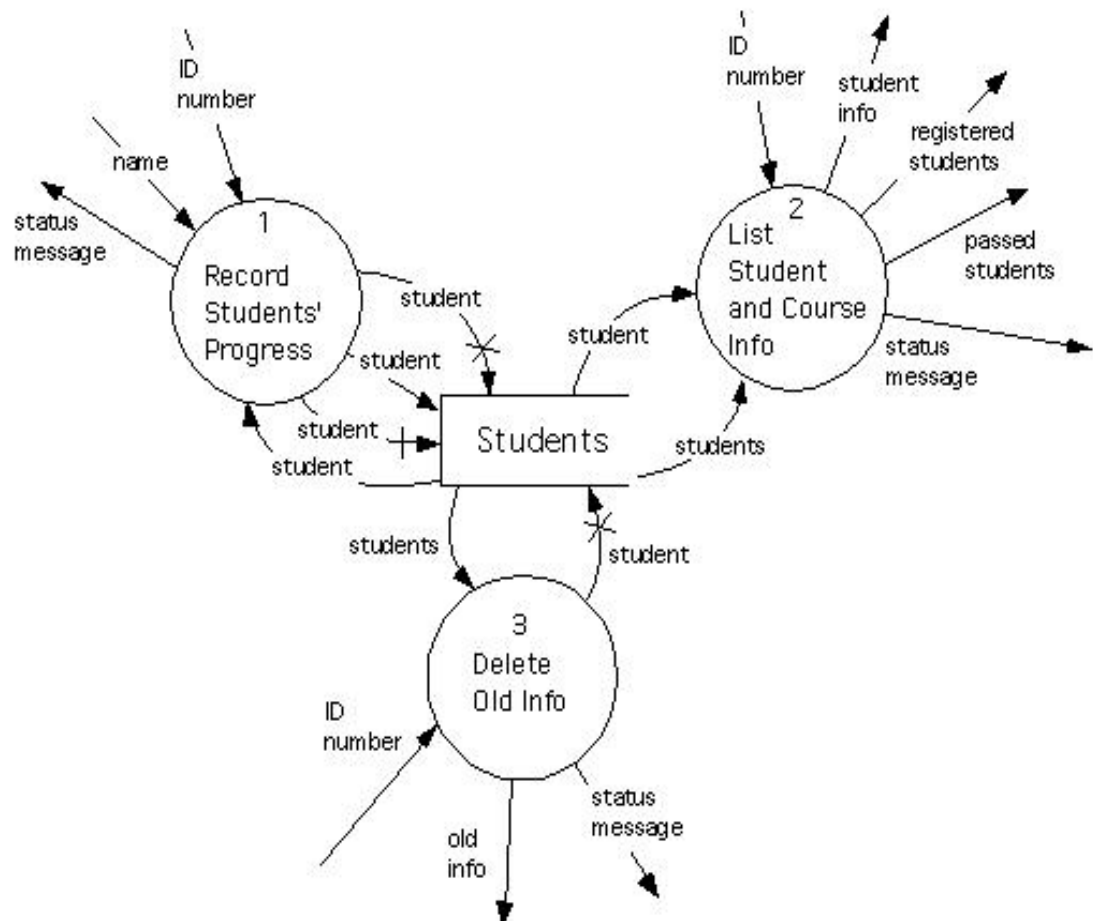 ID
number
name
status
message
1
Record
Students'
Progress
student
student
student
student
Students
ID
number
student
info
registered
students
passed
students
status
message
2
List
Student
and Course
Info
student
students
students
student
3
Delete
Old Info
ID
number
old
info
status
message